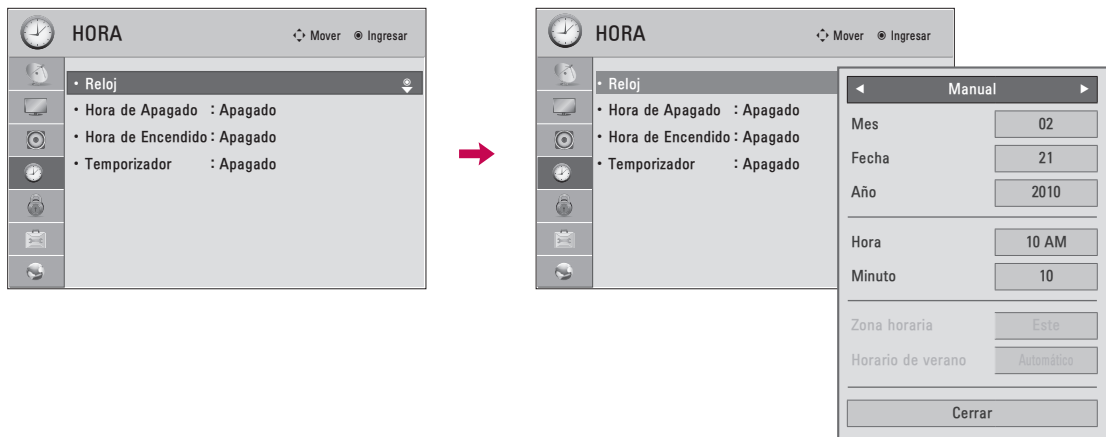 HORA
Mover Ingresar
• Reloj
• Hora de Apagado : Apagado
• Hora de Encendido : Apagado
• Temporizador : Apagado
HORA
Mover Ingresar
• Reloj
• Hora de Apagado : Apagado
• Hora de Encendido : Apagado
• Temporizador : Apagado
◄ Manual ►
Mes 02
Fecha 21
Año 2010
Hora 10 AM
Minuto 10
Zona horaria Este
Horario de verano Automático
Cerrar